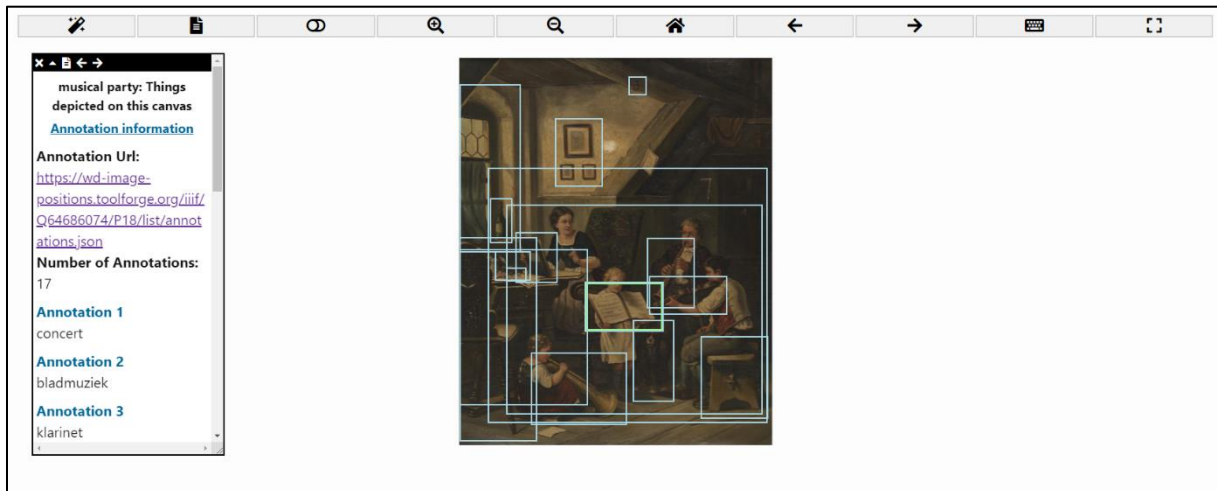 musical party: Things
depicted on this canvas
Annotation information
Annotation Url:
https://wd-image-
positions.toolforge.org/iiif/
Q64686074/P18/list/annot
ations.json
Number of Annotations:
17
Annotation 1
concert
Annotation 2
bladmuziek
Annotation 3
klarinet